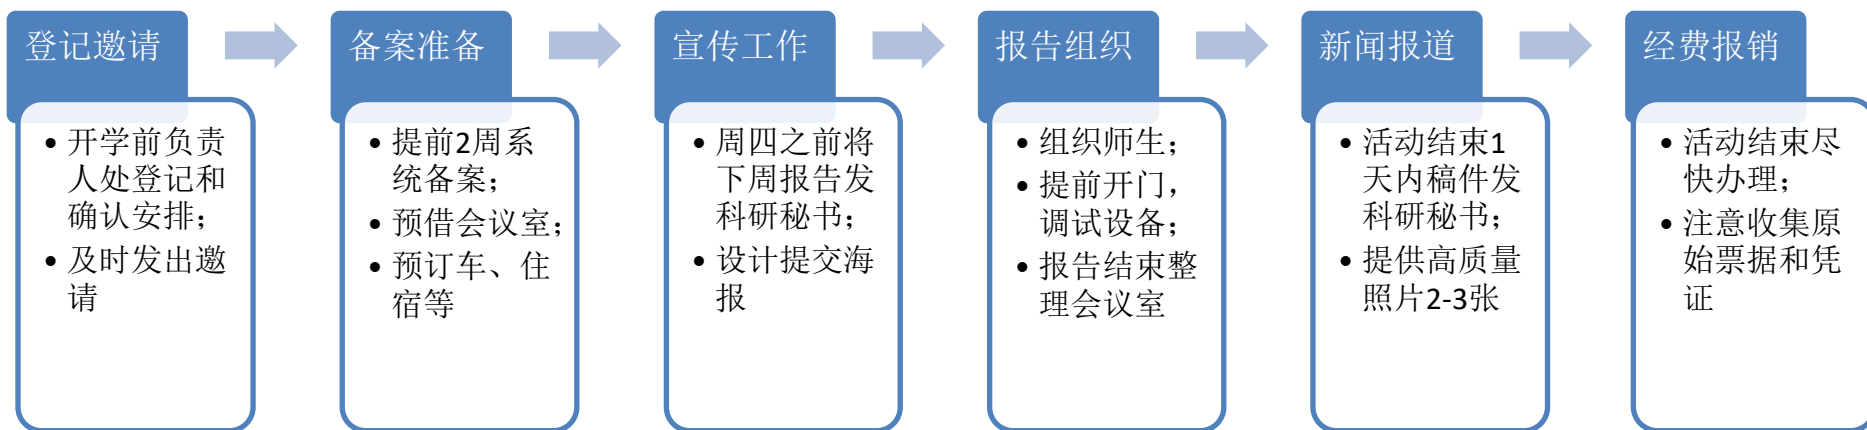 登记邀请
• 开学前负责
人处登记和
确认安排；
• 及时发出邀
请
备案准备
• 提前2周系
统备案；
• 预借会议室；
• 预订车、住
宿等
宣传工作
• 周四之前将
下周报告发
科研秘书；
• 设计提交海
报
报告组织
• 组织师生；
• 提前开门，
调试设备；
• 报告结束整
理会议室
新闻报道
• 活动结束1
天内稿件发
科研秘书；
• 提供高质量
照片2-3张
经费报销
• 活动结束尽
快办理；
• 注意收集原
始票据和凭
证